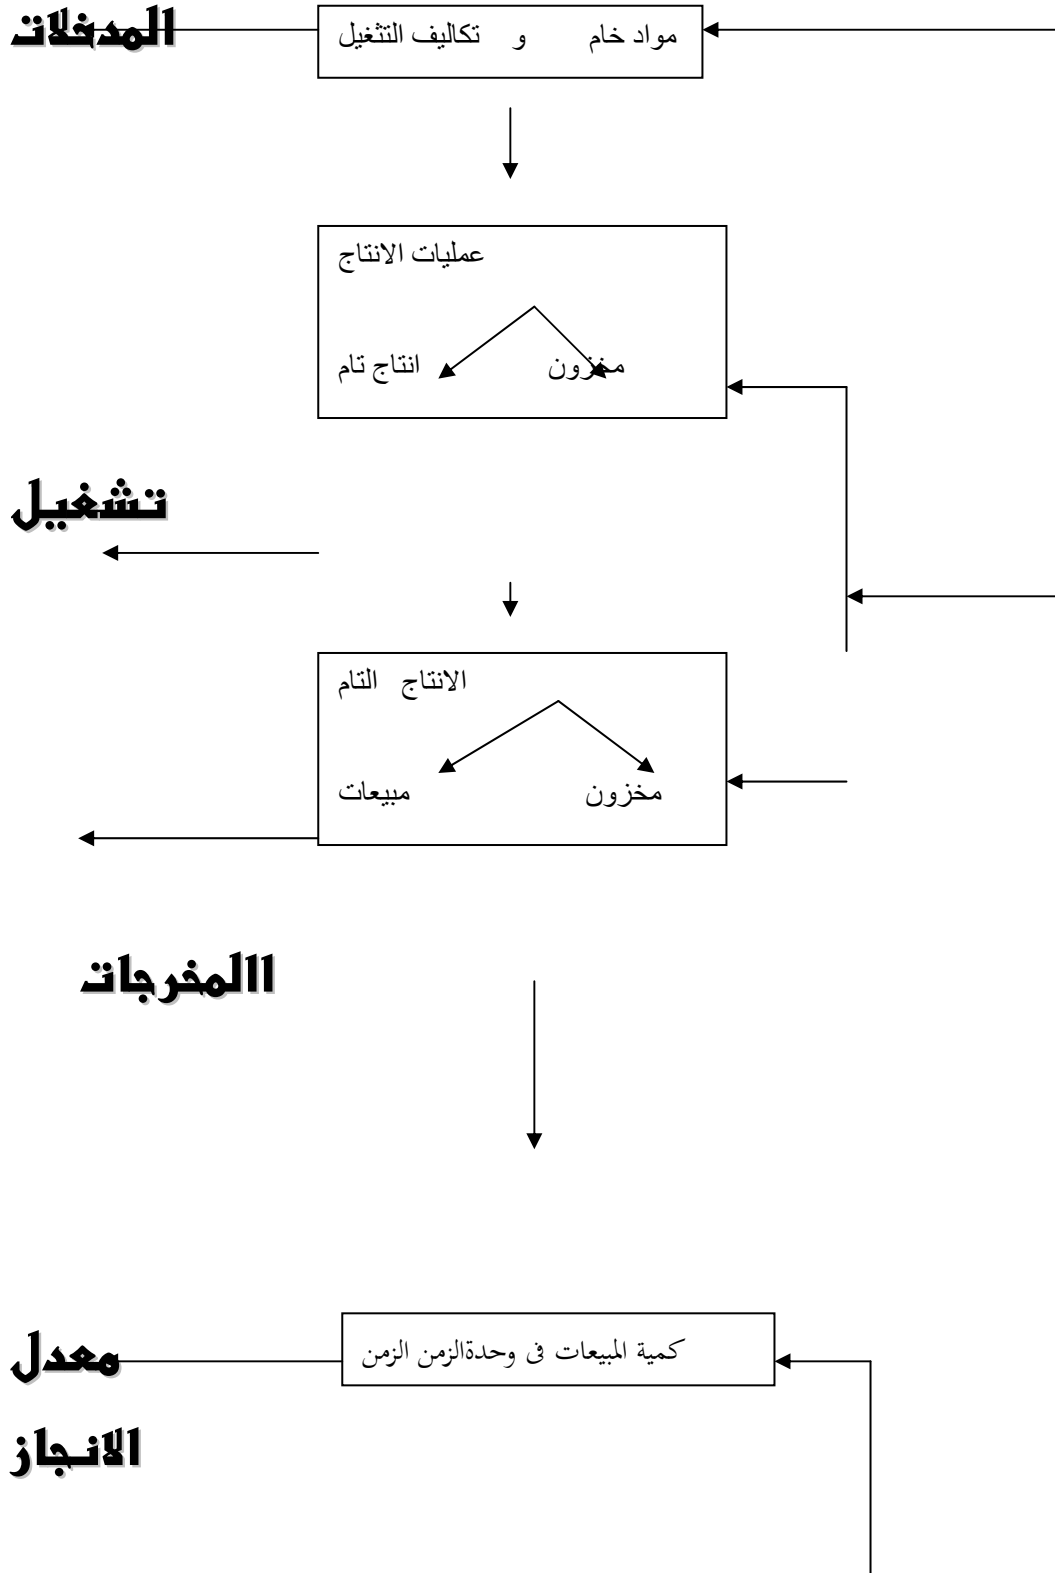 مواد خام و تكاليف التثغيل
المدخلات
عمليات الانتاج
مخزون انتاج تام
تشغيل
الانتاج التام
مخزون مبيعات
االمخرجات
كمية المبيعات فى وحدةالزمن الزمن
معدل
الانجاز